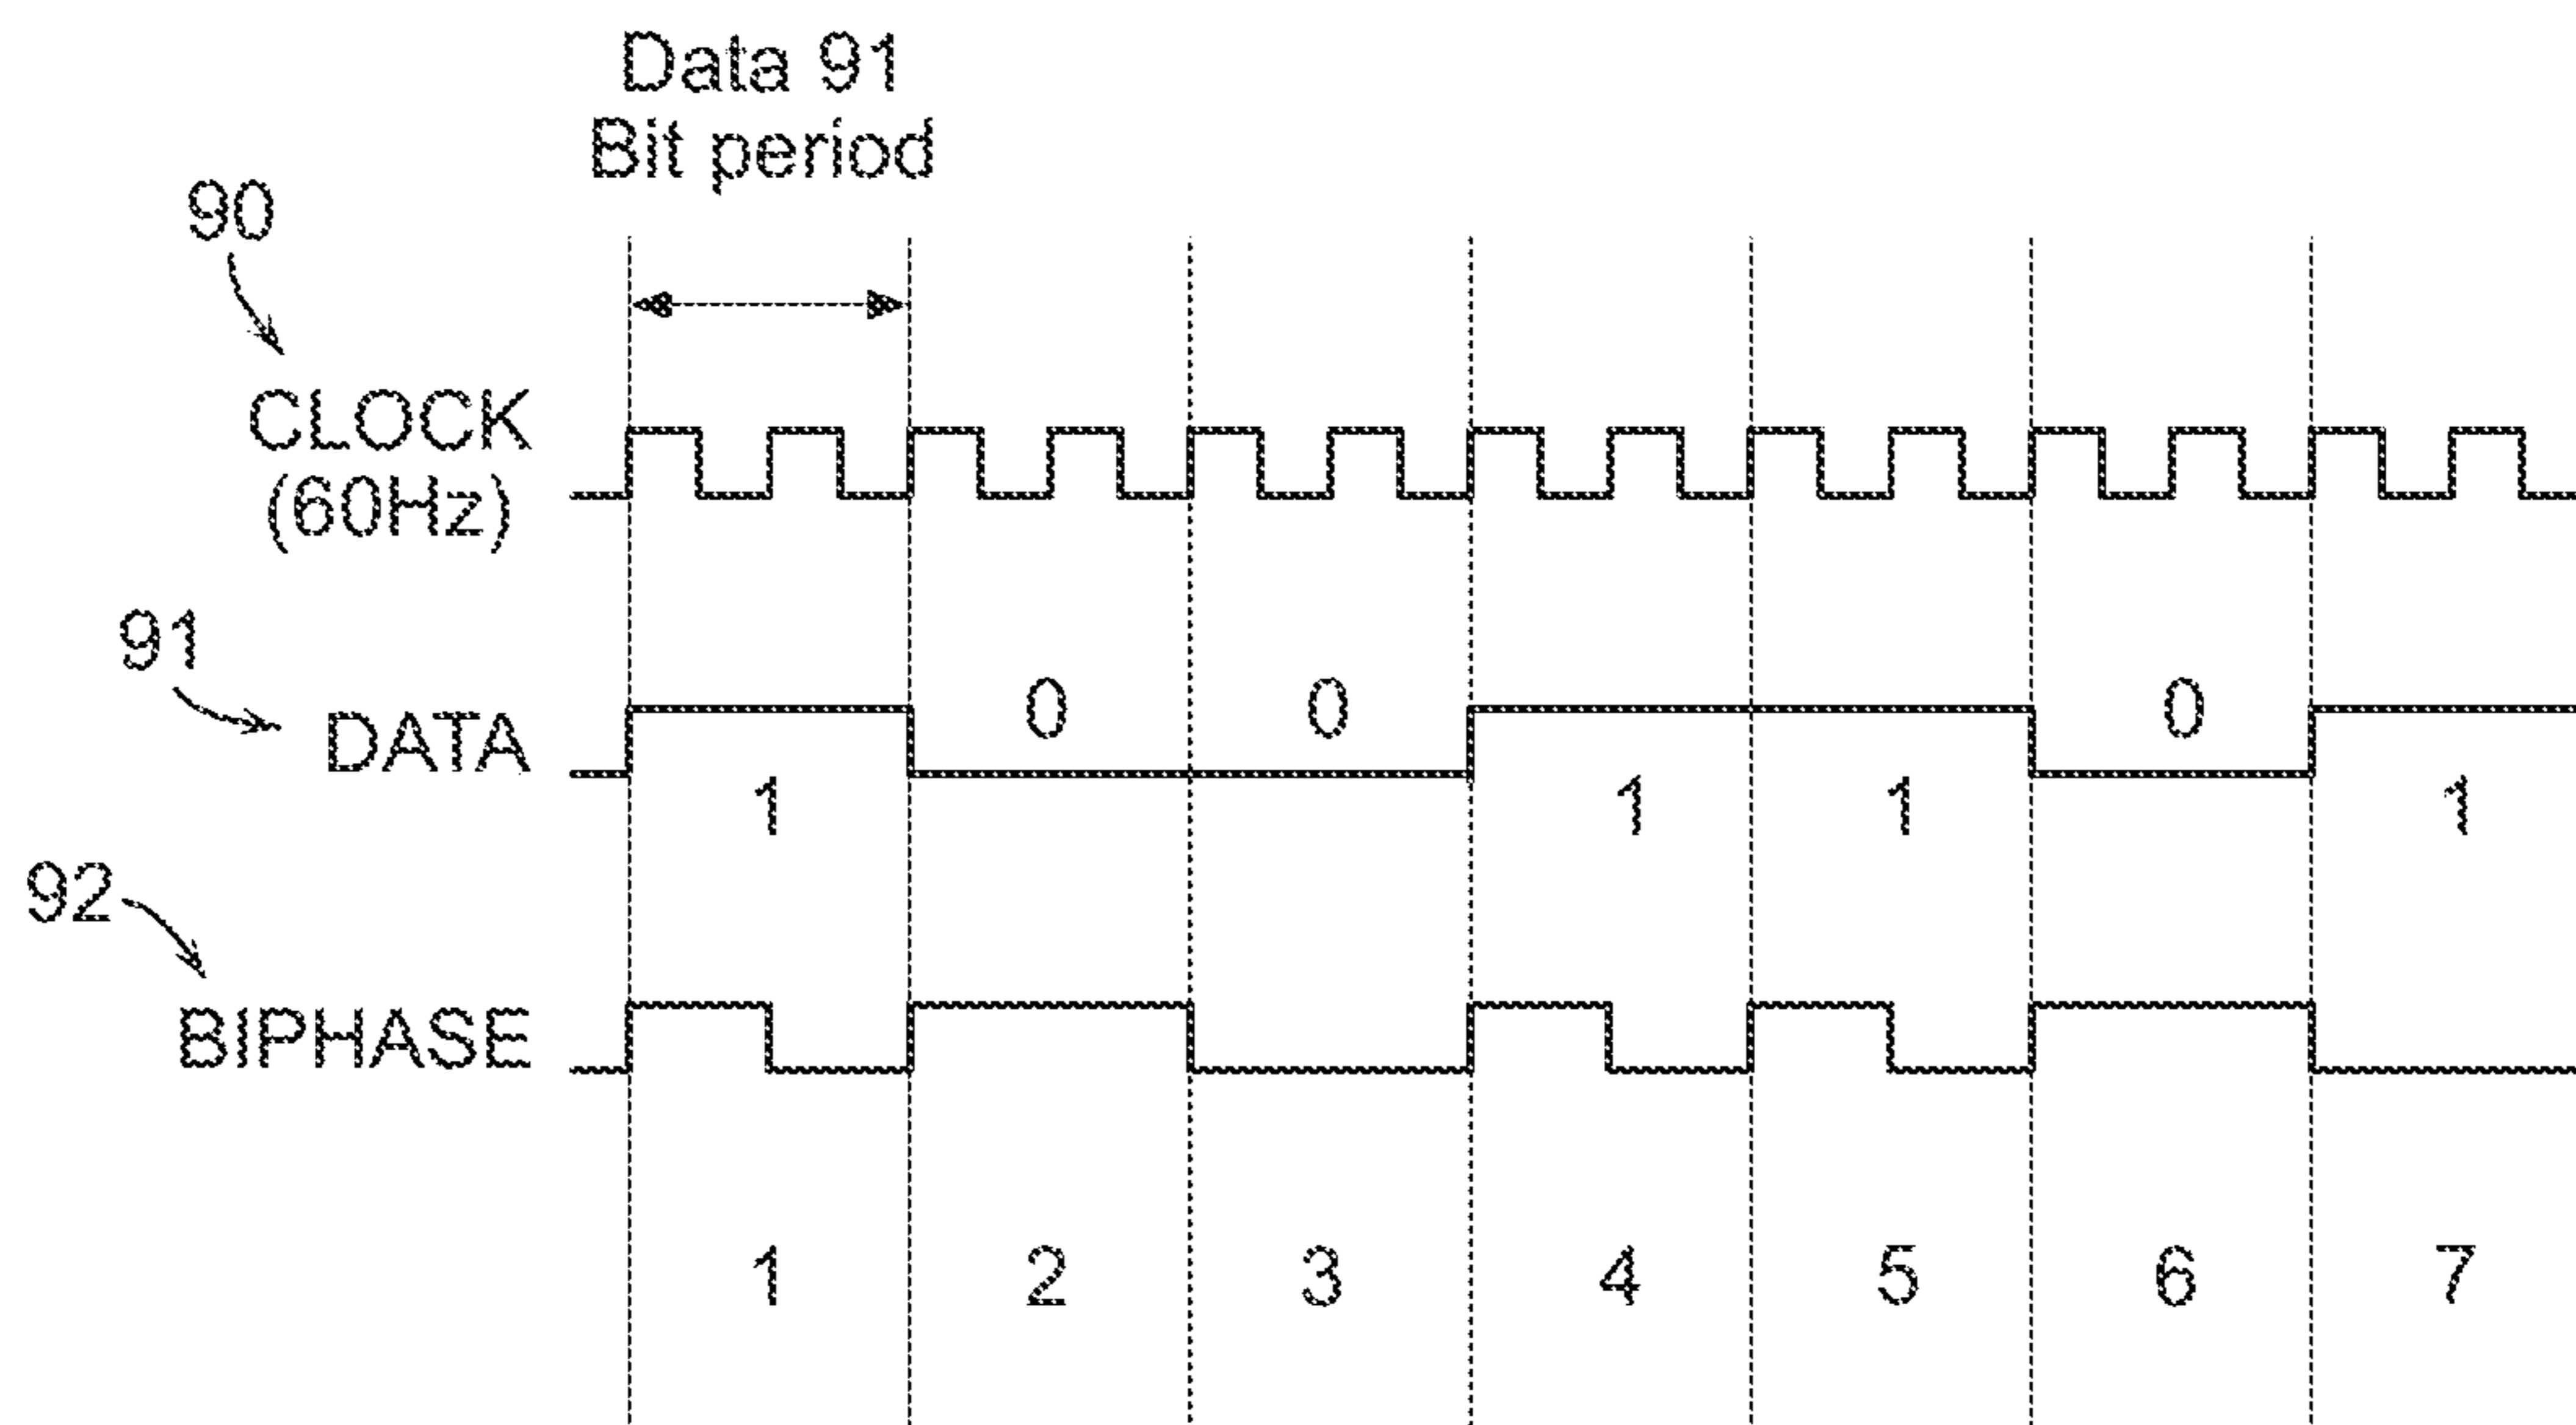 Data 91
Bit period
90
CLOCK
(60Hz)
91
0 0 0
DATA
1 1 1 1
92
BIPHASE
1 2 3 4 5 6 7